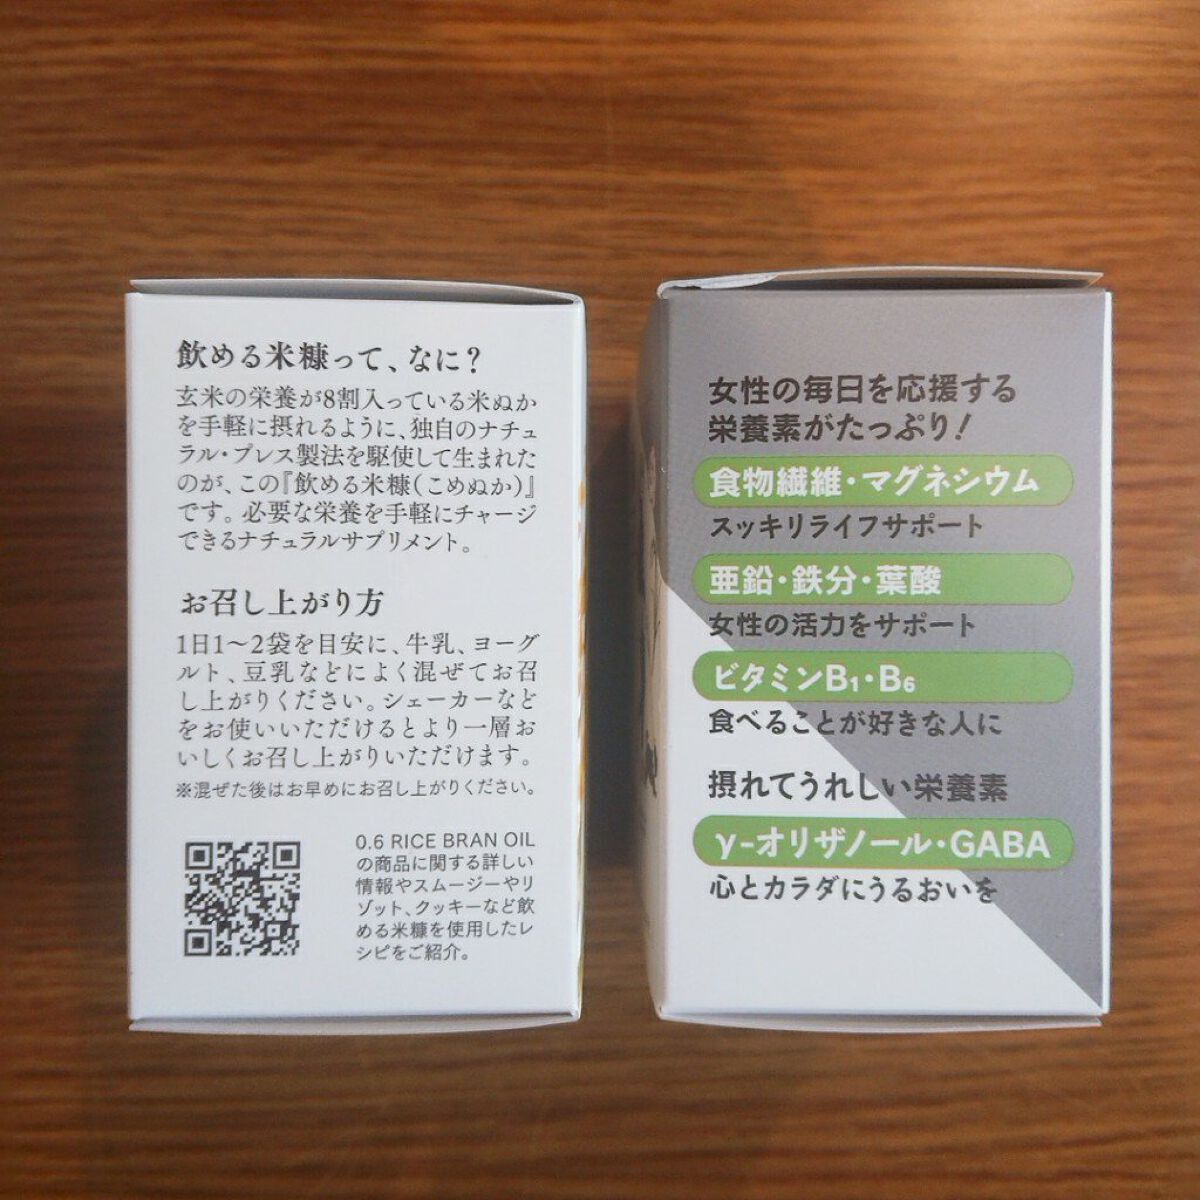 飲める米糠って、なに？
玄米の栄養が8割入っている米ぬか
を手軽に摂れるように、独自のナチュ
ラル・プレス製法を駆使して生まれた
のが、この『飲める米糠（こめぬか）』
です。必要な栄養を手軽にチャージ
できるナチュラルサプリメント。
お召し上がり方
1日1〜2袋を目安に、牛乳、ヨーグ
ルト、豆乳などによく混ぜてお召
し上がりください。シェーカーなど
をお使いいただけるとより一層お
いしくお召し上がりいただけます。
※混ぜた後はお早めにお召し上がりください。
0.6 RICE BRAN OIL
の商品に関する詳しい
情報やスムージーやリ
ゾット、クッキーなど飲
める米糠を使用したレ
シピをご紹介。
女性の毎日を応援する
栄養素がたっぷり！
食物繊維・マグネシウム
スッキリライフサポート
亜鉛・鉄分・葉酸
女性の活力をサポート
ビタミンB₁・B₆
食べることが好きな人に
摂れてうれしい栄養素
γ-オリザノール・GABA
心とカラダにうるおいを